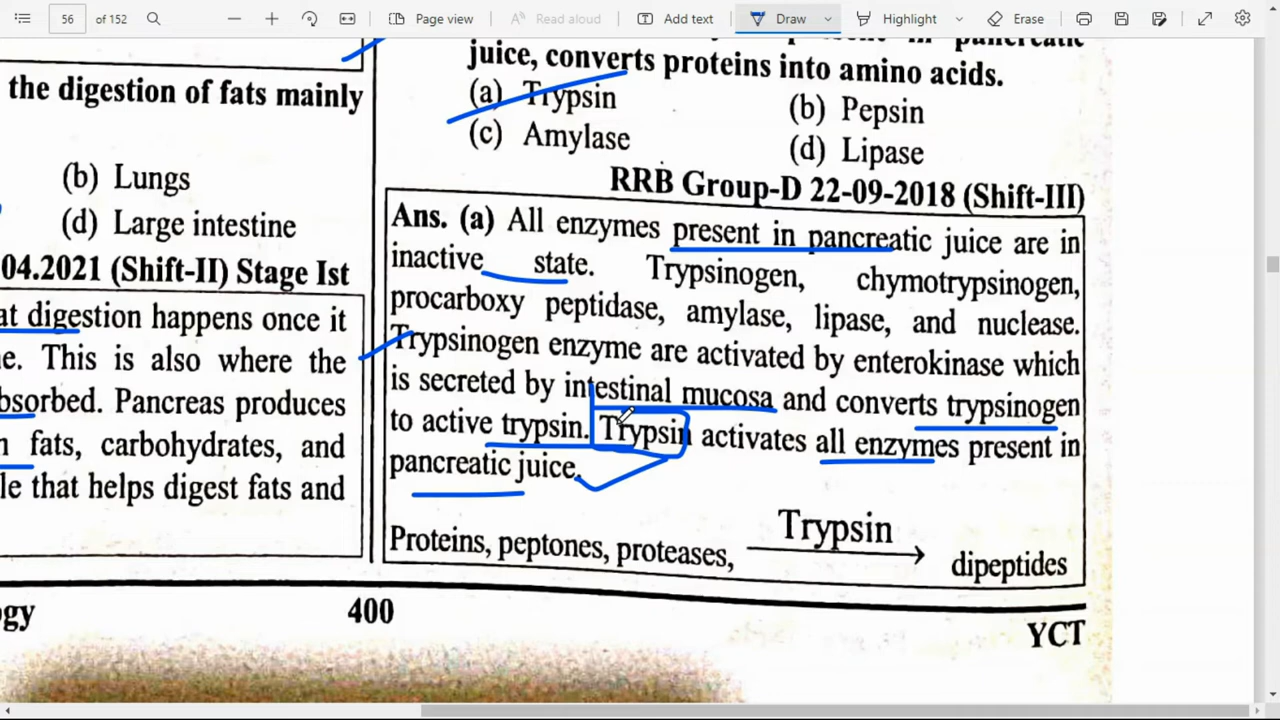 56 of 152 Page view Read aloud Add text Draw Highlight Erase
the digestion of fats mainly
(b) Lungs
(d) Large intestine
04.2021 (Shift-II) Stage Ist
at digestion happens once it
e. This is also where the
bsorbed. Pancreas produces
n fats, carbohydrates, and
le that helps digest fats and
juice, converts proteins into amino acids.
(a) Trypsin (b) Pepsin
(c) Amylase (d) Lipase
RRB Group-D 22-09-2018 (Shift-III)
Ans. (a) All enzymes present in pancreatic juice are in
inactive state. Trypsinogen, chymotrypsinogen,
procarboxy peptidase, amylase, lipase, and nuclease.
Trypsinogen enzyme are activated by enterokinase which
is secreted by intestinal mucosa and converts trypsinogen
to active trypsin. Trypsin activates all enzymes present in
pancreatic juice.
Proteins, peptones, proteases, Trypsin dipeptides
gy 400 YCT